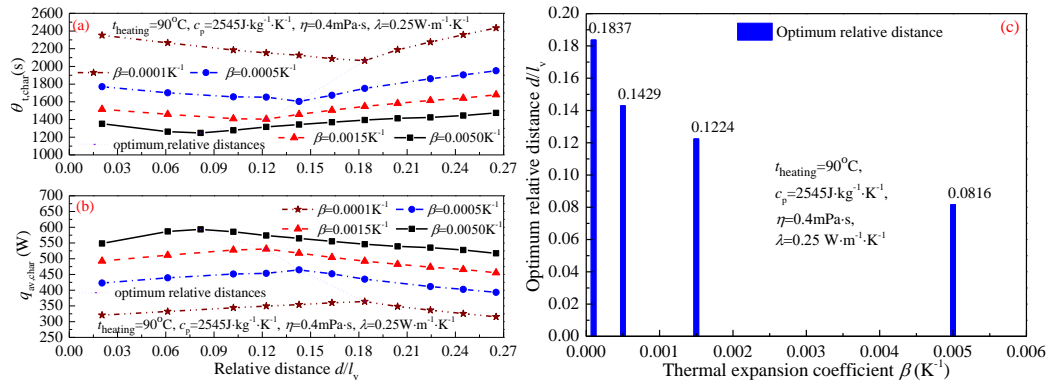 (a)
t_heating=90°C, c_p=2545J·kg⁻¹·K⁻¹, η=0.4mPa·s, λ=0.25W·m⁻¹·K⁻¹
β=0.0001K⁻¹ β=0.0005K⁻¹
β=0.0015K⁻¹ β=0.0050K⁻¹
optimum relative distances
θ_t,char(s)
2600
2400
2200
2000
1800
1600
1400
1200
1000
0.00 0.03 0.06 0.09 0.12 0.15 0.18 0.21 0.24 0.27
(b)
β=0.0001K⁻¹ β=0.0005K⁻¹
β=0.0015K⁻¹ β=0.0050K⁻¹
optimum relative distances
t_heating=90°C, c_p=2545J·kg⁻¹·K⁻¹, η=0.4mPa·s, λ=0.25W·m⁻¹·K⁻¹
q_av,char (W)
700
650
600
550
500
450
400
350
300
250
0.00 0.03 0.06 0.09 0.12 0.15 0.18 0.21 0.24 0.27
Relative distance d/l_v
(c)
Optimum relative distance
0.1837
0.1429
0.1224
0.0816
t_heating=90°C,
c_p=2545J·kg⁻¹·K⁻¹,
η=0.4mPa·s,
λ=0.25 W·m⁻¹·K⁻¹
Optimum relative distance d/l_v
0.20
0.18
0.16
0.14
0.12
0.10
0.08
0.06
0.04
0.02
0.00
0.000 0.001 0.002 0.003 0.004 0.005 0.006
Thermal expansion coefficient β (K⁻¹)